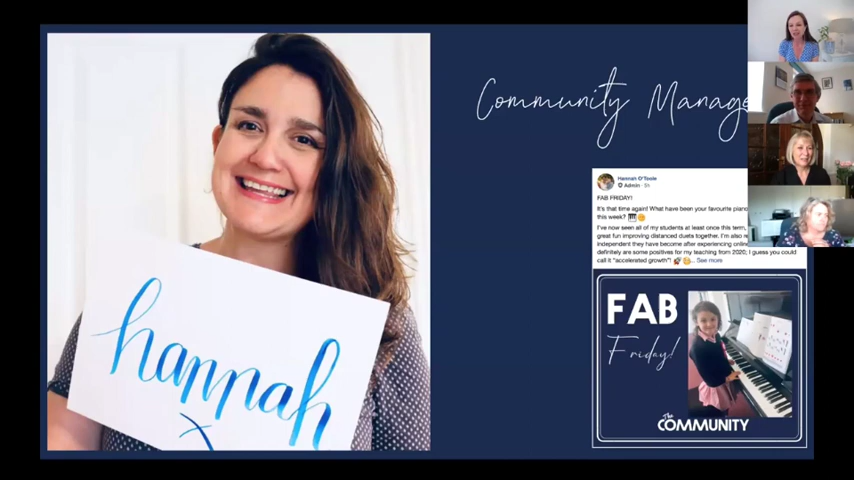 hannah
x
Community Manage
Hannah O'Toole
Admin · 5h
FAB FRIDAY!
It's that time again! What have been your favourite piano
this week? 🎹😊
I've now seen all of my students at least once this term,
great fun improving distanced duets together. I'm also re
independent they have become after experiencing online
definitely are some positives for my teaching from 2020; I guess you could
call it "accelerated growth"! 🚀 😊... See more
FAB
Friday!
The
COMMUNITY